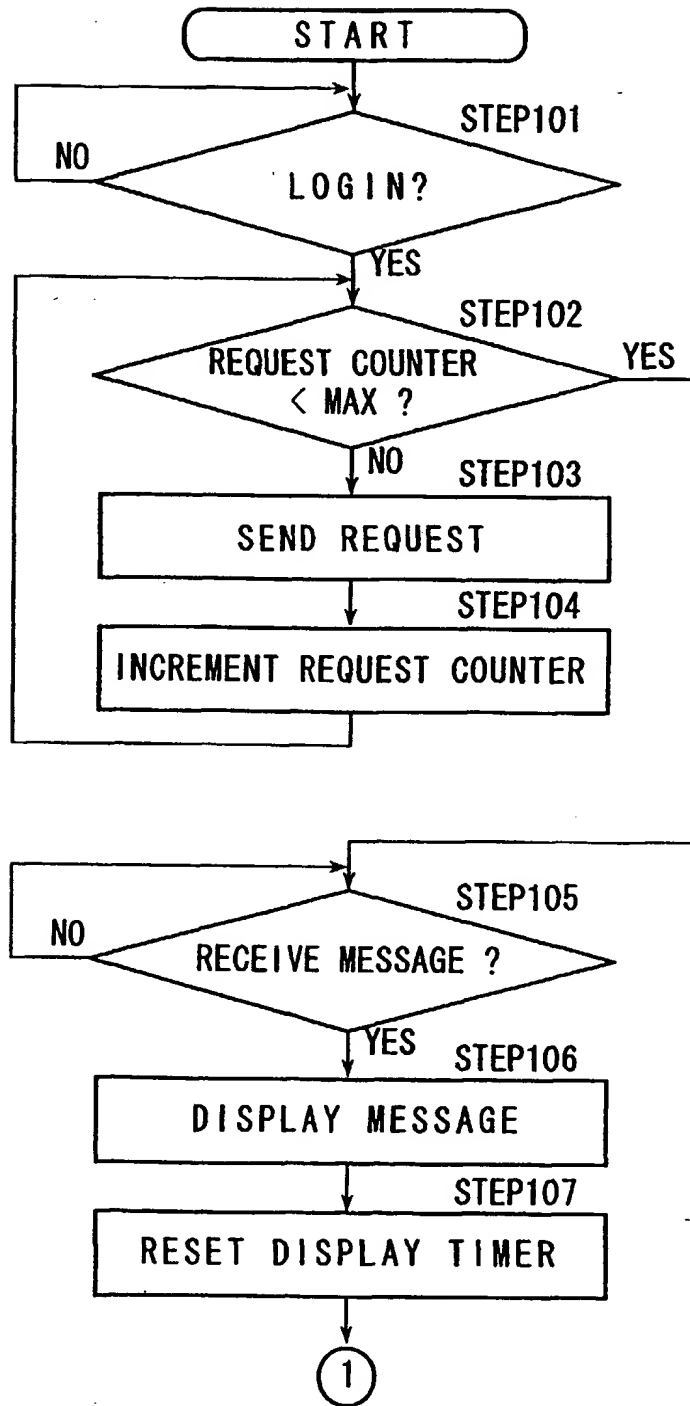 START
STEP101
NO
LOGIN?
YES
STEP102
YES
REQUEST COUNTER
< MAX ?
NO
STEP103
SEND REQUEST
STEP104
INCREMENT REQUEST COUNTER
STEP105
NO
RECEIVE MESSAGE ?
YES
STEP106
DISPLAY MESSAGE
STEP107
RESET DISPLAY TIMER
1